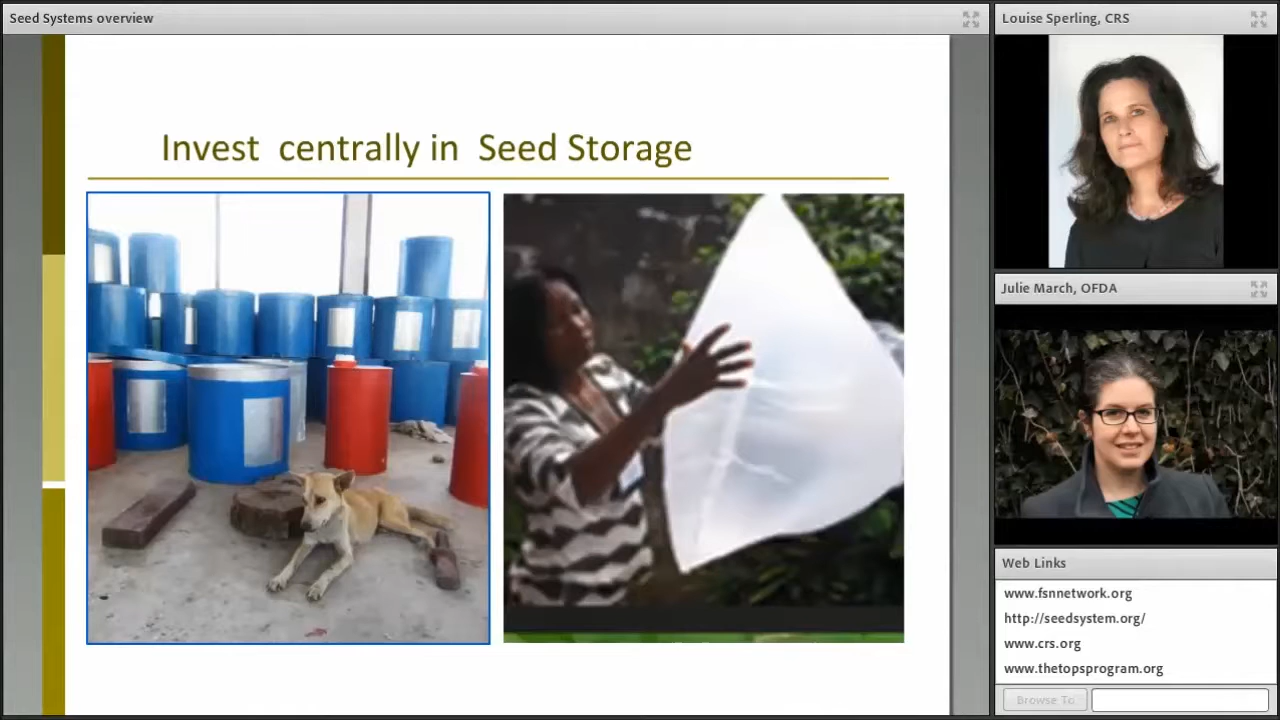 Seed Systems overview
Invest centrally in Seed Storage
Louise Sperling, CRS
Julie March, OFDA
Web Links
www.fsnnetwork.org
http://seedsystem.org/
www.crs.org
www.thetopsprogram.org
Browse To